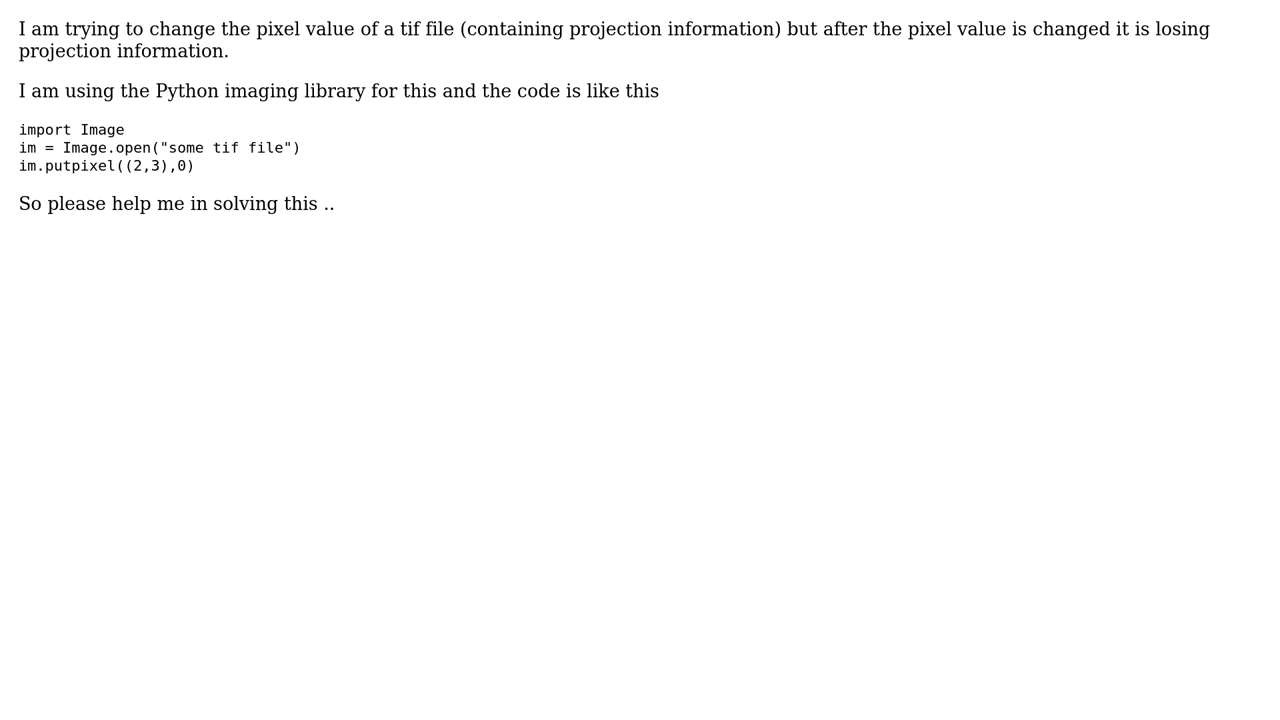 I am trying to change the pixel value of a tif file (containing projection information) but after the pixel value is changed it is losing
projection information.
I am using the Python imaging library for this and the code is like this
import Image
im = Image.open("some tif file")
im.putpixel((2,3),0)
So please help me in solving this ..